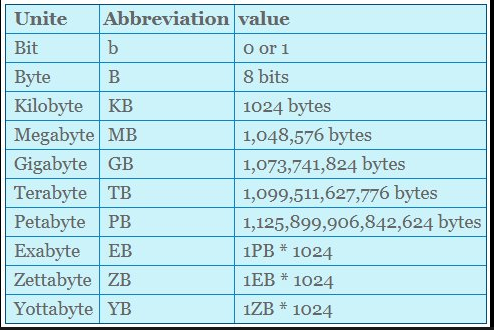 Unite Abbreviation value
Bit b 0 or 1
Byte B 8 bits
Kilobyte KB 1024 bytes
Megabyte MB 1,048,576 bytes
Gigabyte GB 1,073,741,824 bytes
Terabyte TB 1,099,511,627,776 bytes
Petabyte PB 1,125,899,906,842,624 bytes
Exabyte EB 1PB * 1024
Zettabyte ZB 1EB * 1024
Yottabyte YB 1ZB * 1024